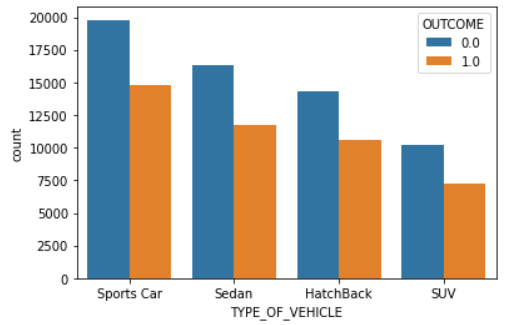 20000
17500
15000
12500
10000
7500
5000
2500
0
count
OUTCOME
0.0
1.0
Sports Car Sedan HatchBack SUV
TYPE_OF_VEHICLE